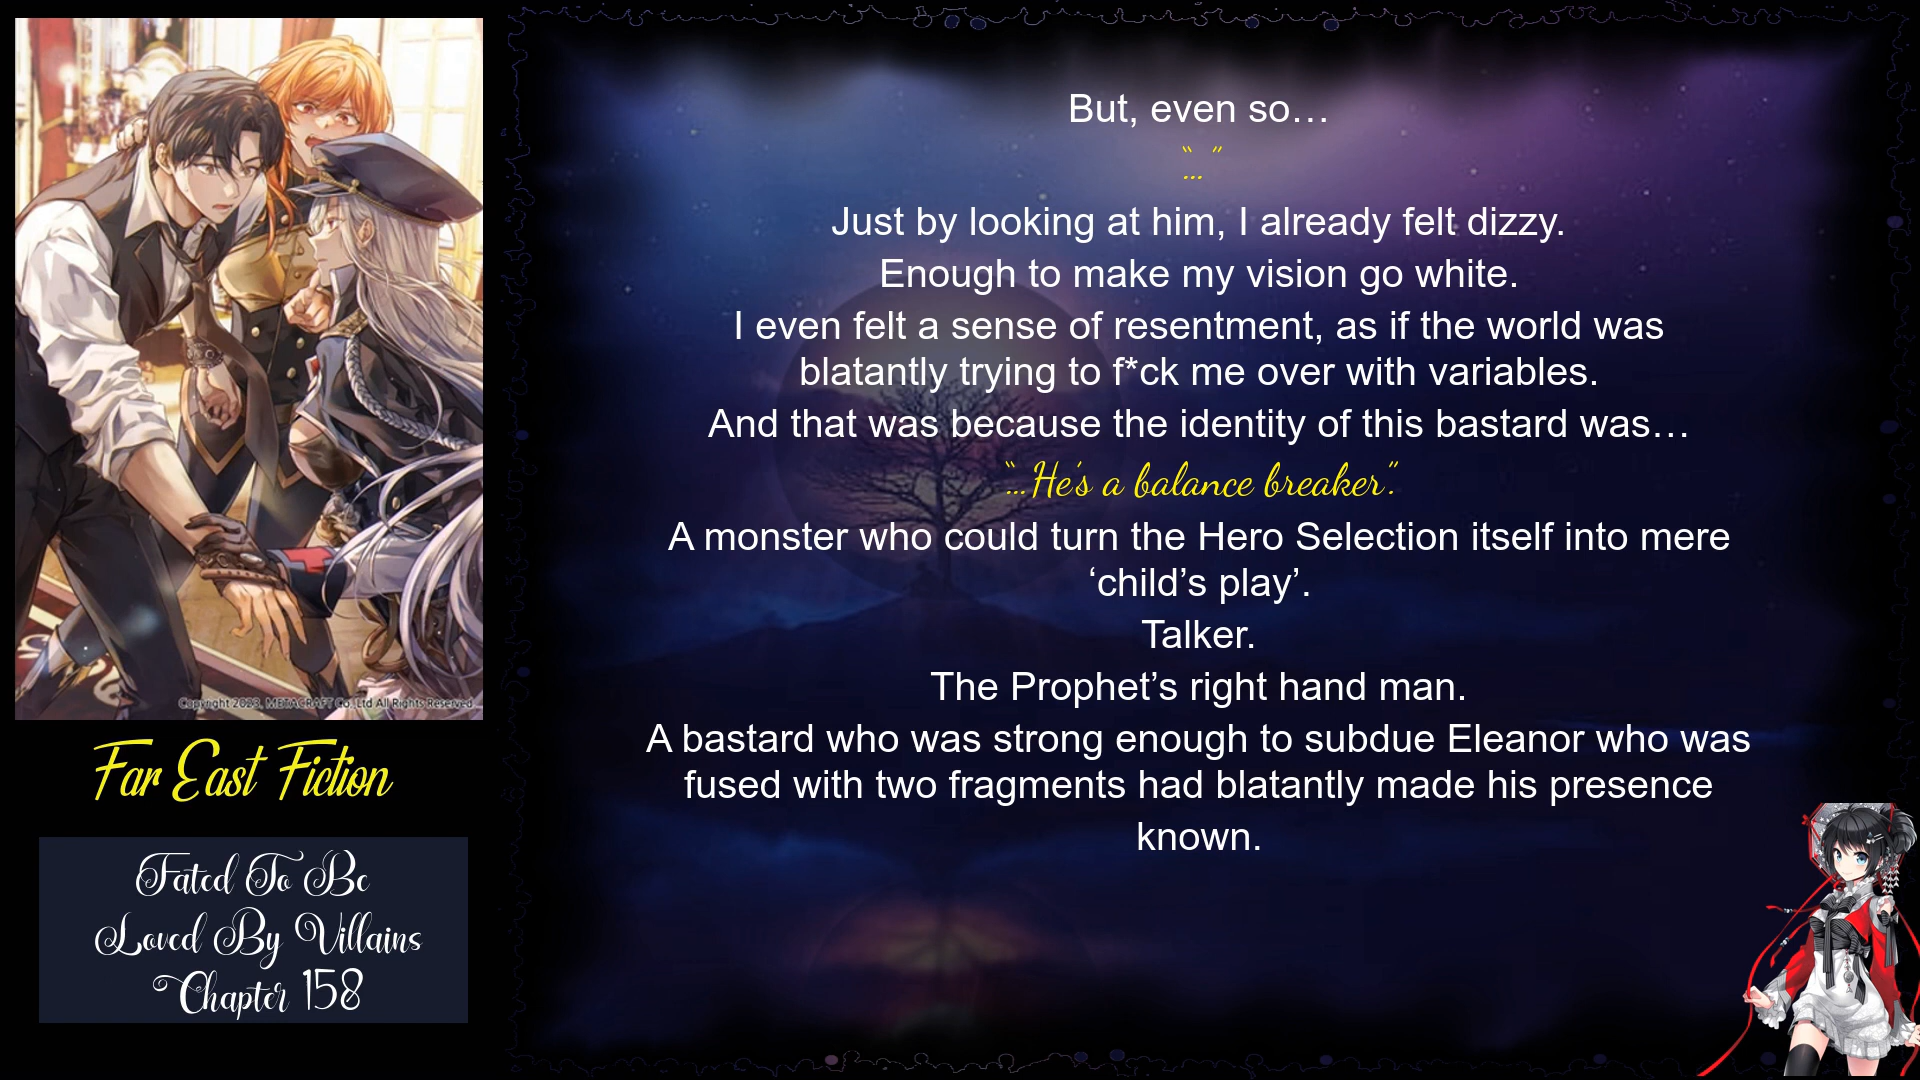 But, even so…
“…”
Just by looking at him, I already felt dizzy.
Enough to make my vision go white.
I even felt a sense of resentment, as if the world was
blatantly trying to f*ck me over with variables.
And that was because the identity of this bastard was…
“…He’s a balance breaker.”
A monster who could turn the Hero Selection itself into mere
‘child’s play’.
Talker.
The Prophet’s right hand man.
A bastard who was strong enough to subdue Eleanor who was
fused with two fragments had blatantly made his presence
known.
Copyright 2023, METACRAFT Co.,Ltd All Rights Reserved
Far East Fiction
Fated To Be
Loved By Villains
Chapter 158